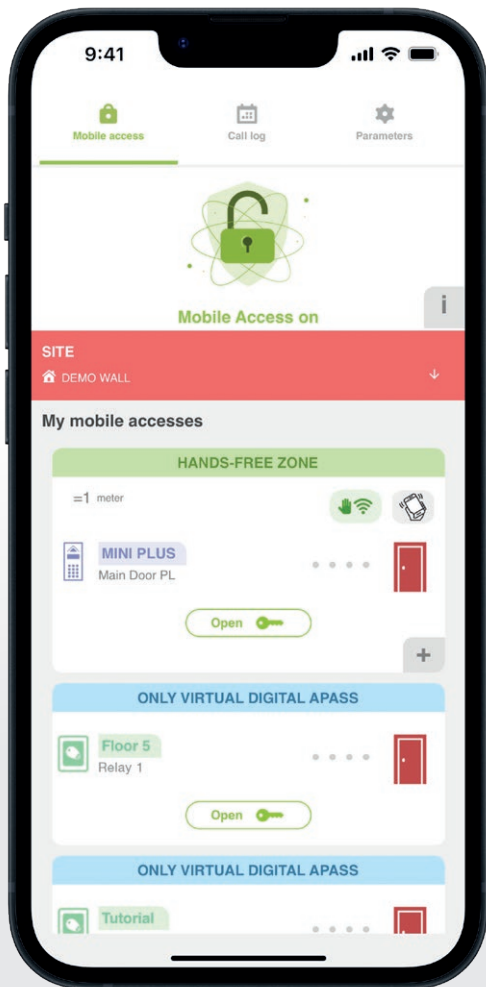 9:41
Mobile access
Call log
Parameters
Mobile Access on
i
SITE
DEMO WALL
My mobile accesses
HANDS-FREE ZONE
=1 meter
MINI PLUS
Main Door PL
Open
+
ONLY VIRTUAL DIGITAL APASS
Floor 5
Relay 1
Open
ONLY VIRTUAL DIGITAL APASS
Tutorial